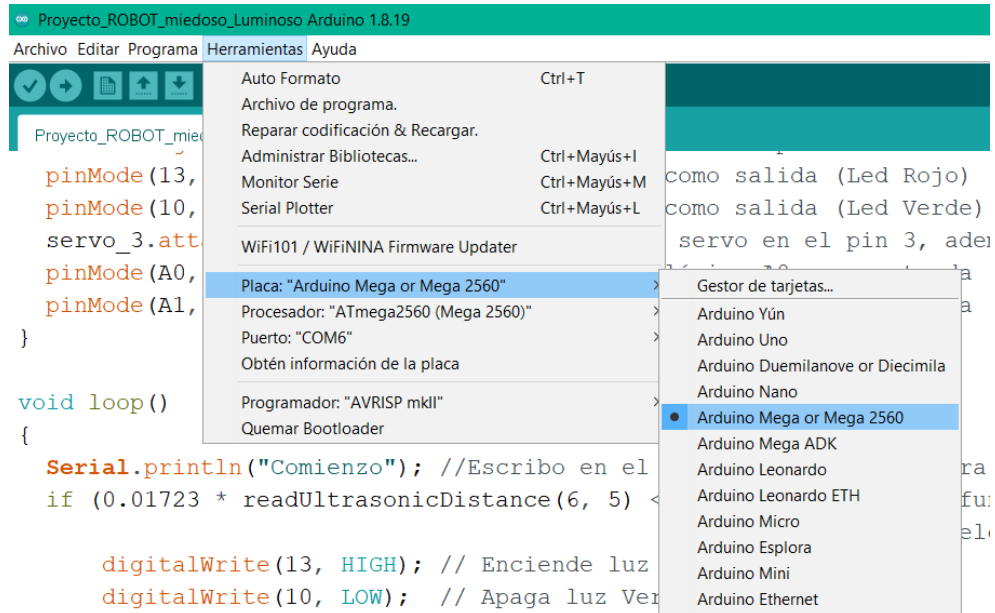 Proyecto_ROBOT_miedoso_Luminoso Arduino 1.8.19
Archivo Editar Programa Herramientas Ayuda
Proyecto_ROBOT_mied
Auto Formato Ctrl+T
Archivo de programa.
Reparar codificación & Recargar.
Administrar Bibliotecas... Ctrl+Mayús+I
Monitor Serie Ctrl+Mayús+M
Serial Plotter Ctrl+Mayús+L
WiFi101 / WiFiNINA Firmware Updater
Placa: "Arduino Mega or Mega 2560"
Procesador: "ATmega2560 (Mega 2560)"
Puerto: "COM6"
Obtén información de la placa
Programador: "AVRISP mkII"
Quemar Bootloader
Gestor de tarjetas...
Arduino Yún
Arduino Uno
Arduino Duemilanove or Diecimila
Arduino Nano
Arduino Mega or Mega 2560
Arduino Mega ADK
Arduino Leonardo
Arduino Leonardo ETH
Arduino Micro
Arduino Esplora
Arduino Mini
Arduino Ethernet
pinMode(13, como salida (Led Rojo)
pinMode(10, como salida (Led Verde)
servo_3.att servo en el pin 3, ade
pinMode(A0,
pinMode(A1,
}
void loop()
{
Serial.println("Comienzo"); //Escribo en el
if (0.01723 * readUltrasonicDistance(6, 5) <
digitalWrite(13, HIGH); // Enciende luz
digitalWrite(10, LOW); // Apaga luz Ver